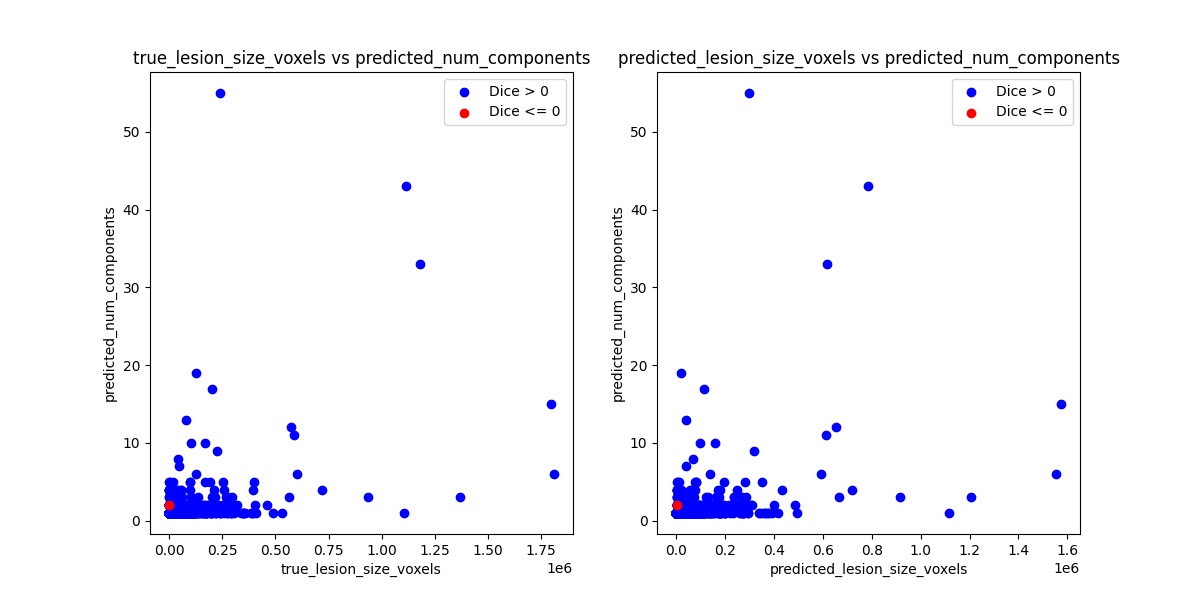 true_lesion_size_voxels vs predicted_num_components
Dice > 0
Dice <= 0
predicted_num_components
50
40
30
20
10
0
0.00 0.25 0.50 0.75 1.00 1.25 1.50 1.75
1e6
true_lesion_size_voxels
predicted_lesion_size_voxels vs predicted_num_components
Dice > 0
Dice <= 0
predicted_num_components
50
40
30
20
10
0
0.0 0.2 0.4 0.6 0.8 1.0 1.2 1.4 1.6
1e6
predicted_lesion_size_voxels